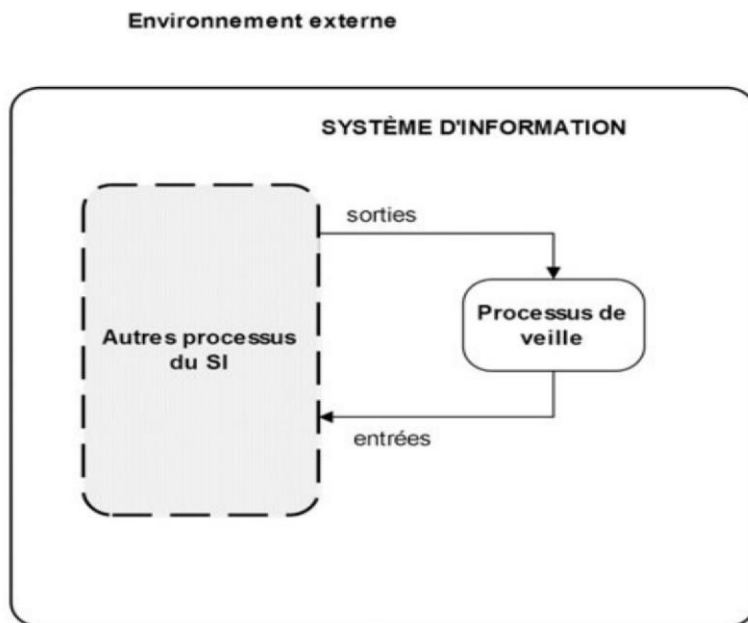 Environnement externe
SYSTÈME D'INFORMATION
sorties
Processus de
veille
Autres processus
du SI
entrées